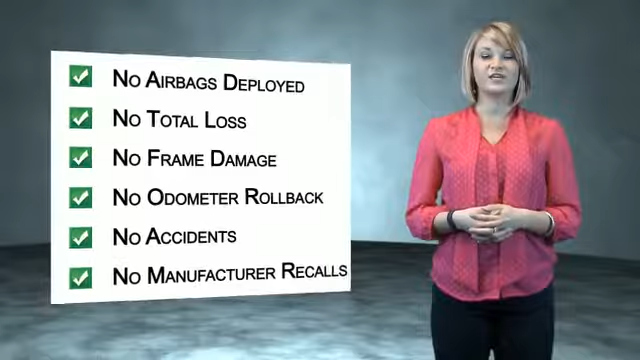 No Airbags Deployed
No Total Loss
No Frame Damage
No Odometer Rollback
No Accidents
No Manufacturer Recalls